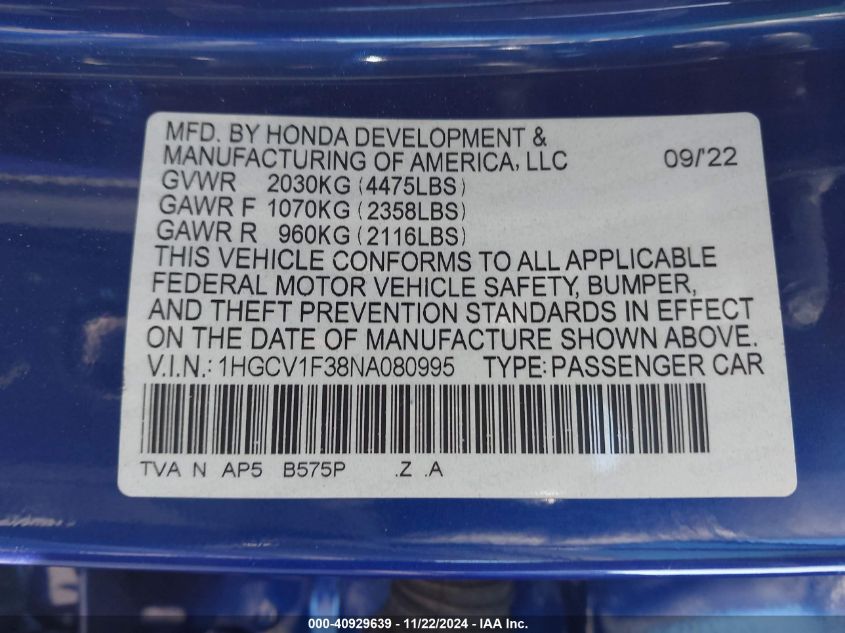 MFD. BY HONDA DEVELOPMENT &
MANUFACTURING OF AMERICA, LLC 09/'22
GVWR 2030KG (4475LBS)
GAWR F 1070KG (2358LBS)
GAWR R 960KG (2116LBS)
THIS VEHICLE CONFORMS TO ALL APPLICABLE
FEDERAL MOTOR VEHICLE SAFETY, BUMPER,
AND THEFT PREVENTION STANDARDS IN EFFECT
ON THE DATE OF MANUFACTURE SHOWN ABOVE.
V.I.N.: 1HGCV1F38NA080995 TYPE: PASSENGER CAR
TVA N AP5 B575P .Z .A
000-40929639 - 11/22/2024 - IAA Inc.